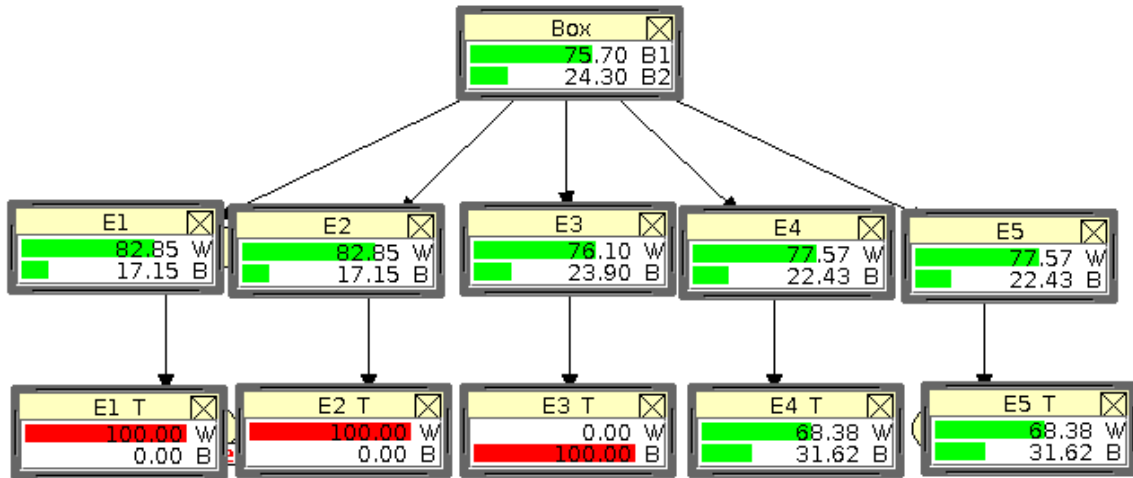 Box
75.70 B1
24.30 B2
E1
82.85 W
17.15 B
E2
82.85 W
17.15 B
E3
76.10 W
23.90 B
E4
77.57 W
22.43 B
E5
77.57 W
22.43 B
E1 T
100.00 W
0.00 B
E2 T
100.00 W
0.00 B
E3 T
0.00 W
100.00 B
E4 T
68.38 W
31.62 B
E5 T
68.38 W
31.62 B